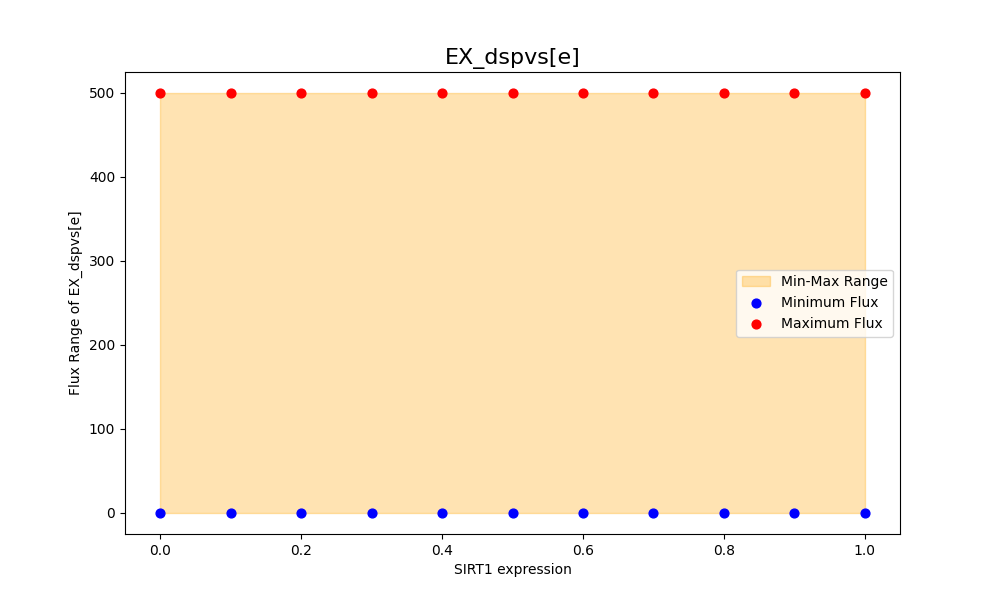 EX_dspvs[e]
Flux Range of EX_dspvs[e]
500
400
300
200
100
0
Min-Max Range
Minimum Flux
Maximum Flux
0.0
0.2
0.4
0.6
0.8
1.0
SIRT1 expression